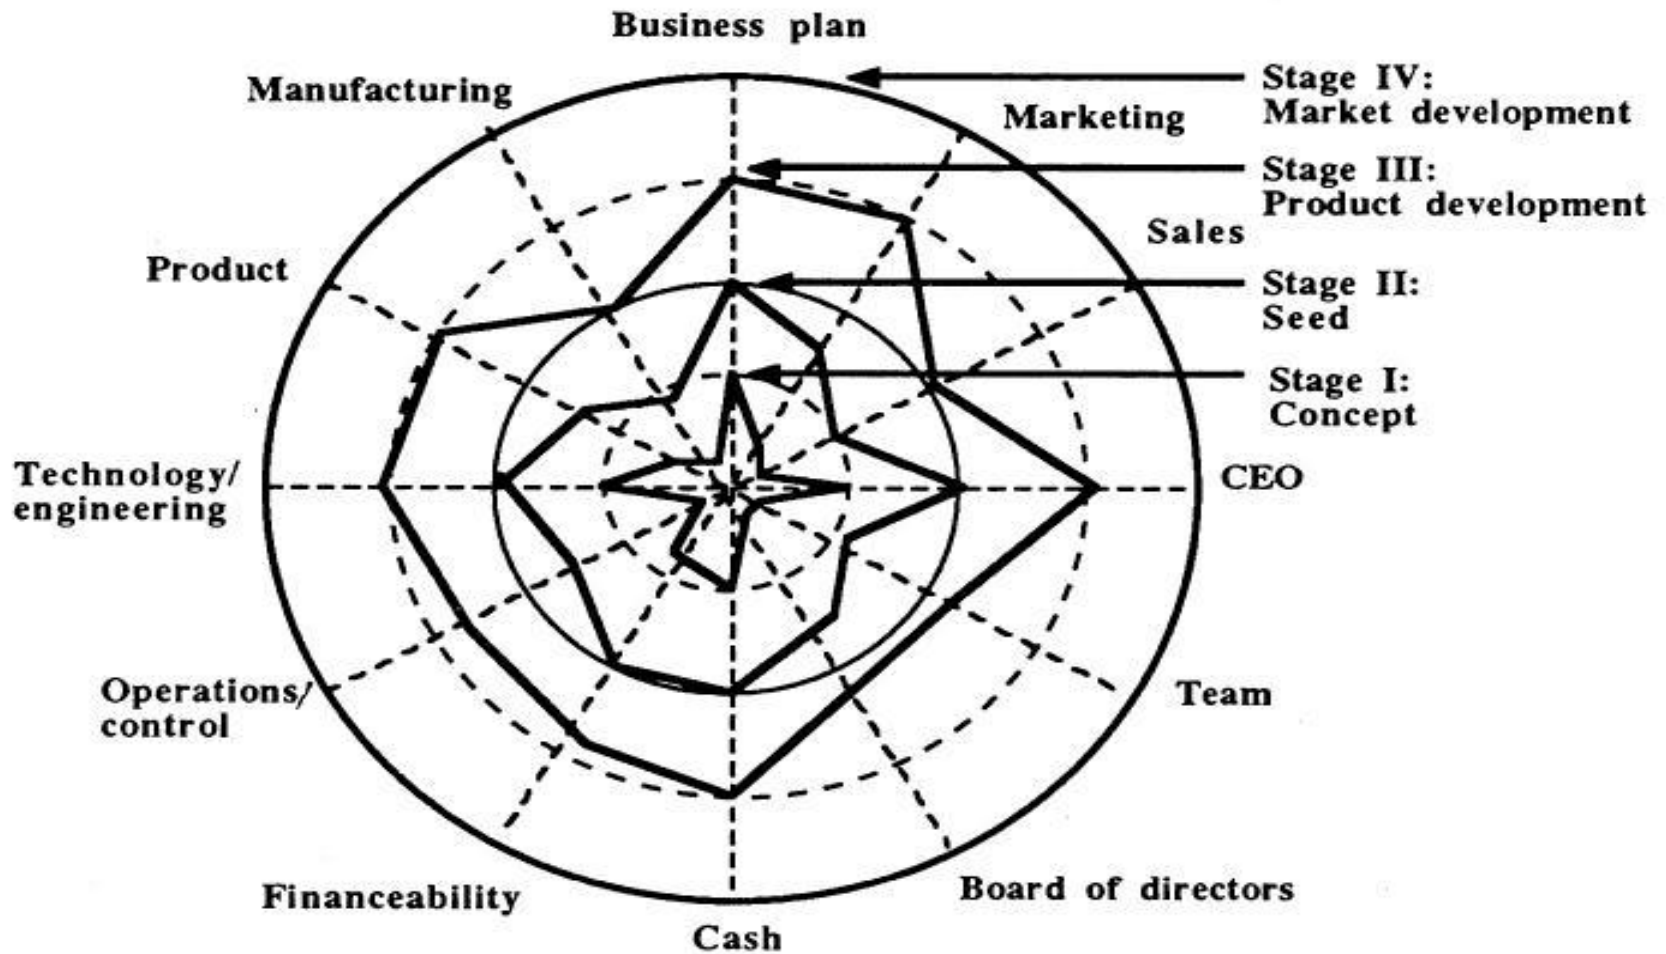 Business plan
Manufacturing
Stage IV:
Market development
Marketing
Stage III:
Product development
Sales
Product
Stage II:
Seed
Stage I:
Concept
Technology/
engineering
CEO
Operations/
control
Team
Financeability
Board of directors
Cash